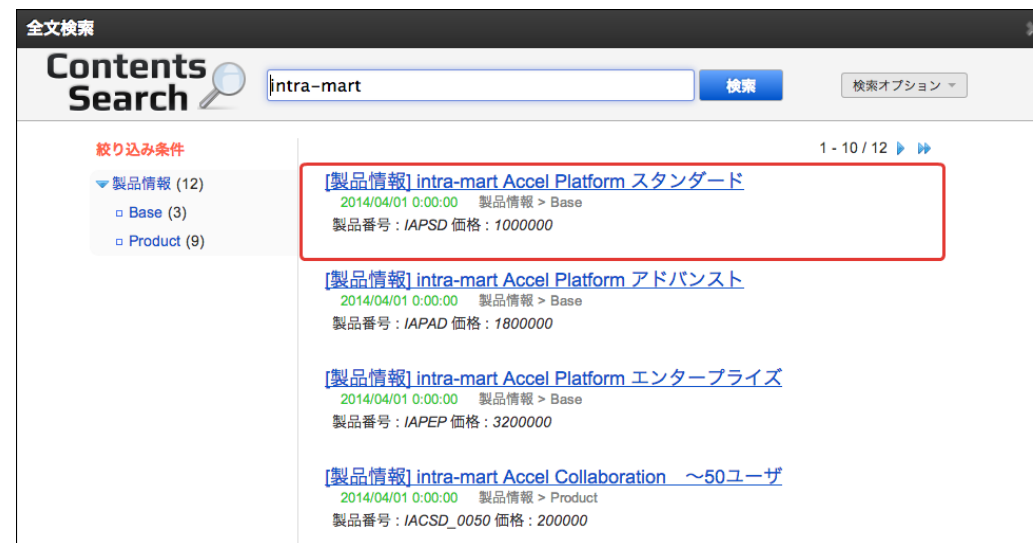 全文検索
Contents
Search
intra-mart
検索
検索オプション
絞り込み条件
1 - 10 / 12
製品情報 (12)
Base (3)
Product (9)
[製品情報] intra-mart Accel Platform スタンダード
2014/04/01 0:00:00 製品情報 > Base
製品番号 : IAPSD 価格 : 1000000
[製品情報] intra-mart Accel Platform アドバンスト
2014/04/01 0:00:00 製品情報 > Base
製品番号 : IAPAD 価格 : 1800000
[製品情報] intra-mart Accel Platform エンタープライズ
2014/04/01 0:00:00 製品情報 > Base
製品番号 : IAPEP 価格 : 3200000
[製品情報] intra-mart Accel Collaboration ～50ユーザ
2014/04/01 0:00:00 製品情報 > Product
製品番号 : IACSD_0050 価格 : 200000